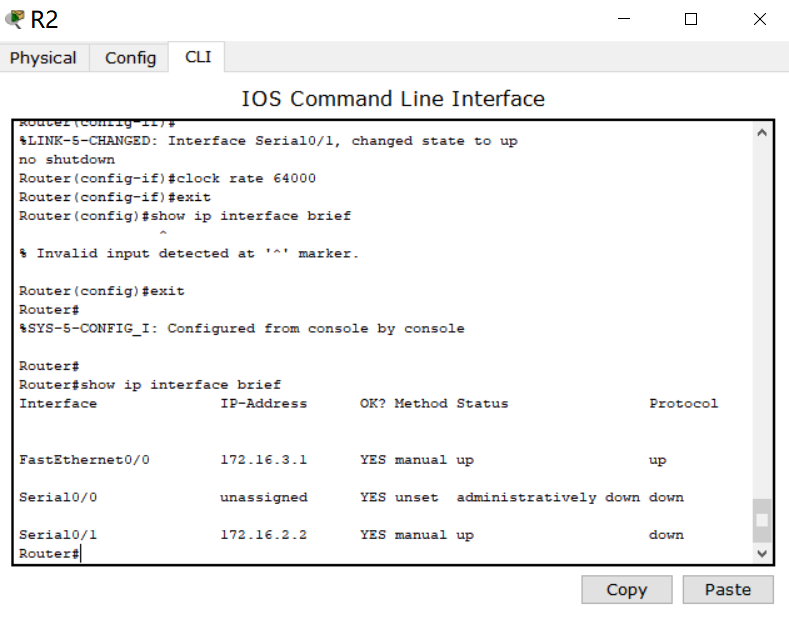 R2
Physical Config CLI
IOS Command Line Interface
Router(config-if)#
%LINK-5-CHANGED: Interface Serial0/1, changed state to up
no shutdown
Router(config-if)#clock rate 64000
Router(config-if)#exit
Router(config)#show ip interface brief
^
% Invalid input detected at '^' marker.
Router(config)#exit
Router#
%SYS-5-CONFIG_I: Configured from console by console
Router#
Router#show ip interface brief
Interface IP-Address OK? Method Status Protocol
FastEthernet0/0 172.16.3.1 YES manual up up
Serial0/0 unassigned YES unset administratively down down
Serial0/1 172.16.2.2 YES manual up down
Router#
Copy Paste